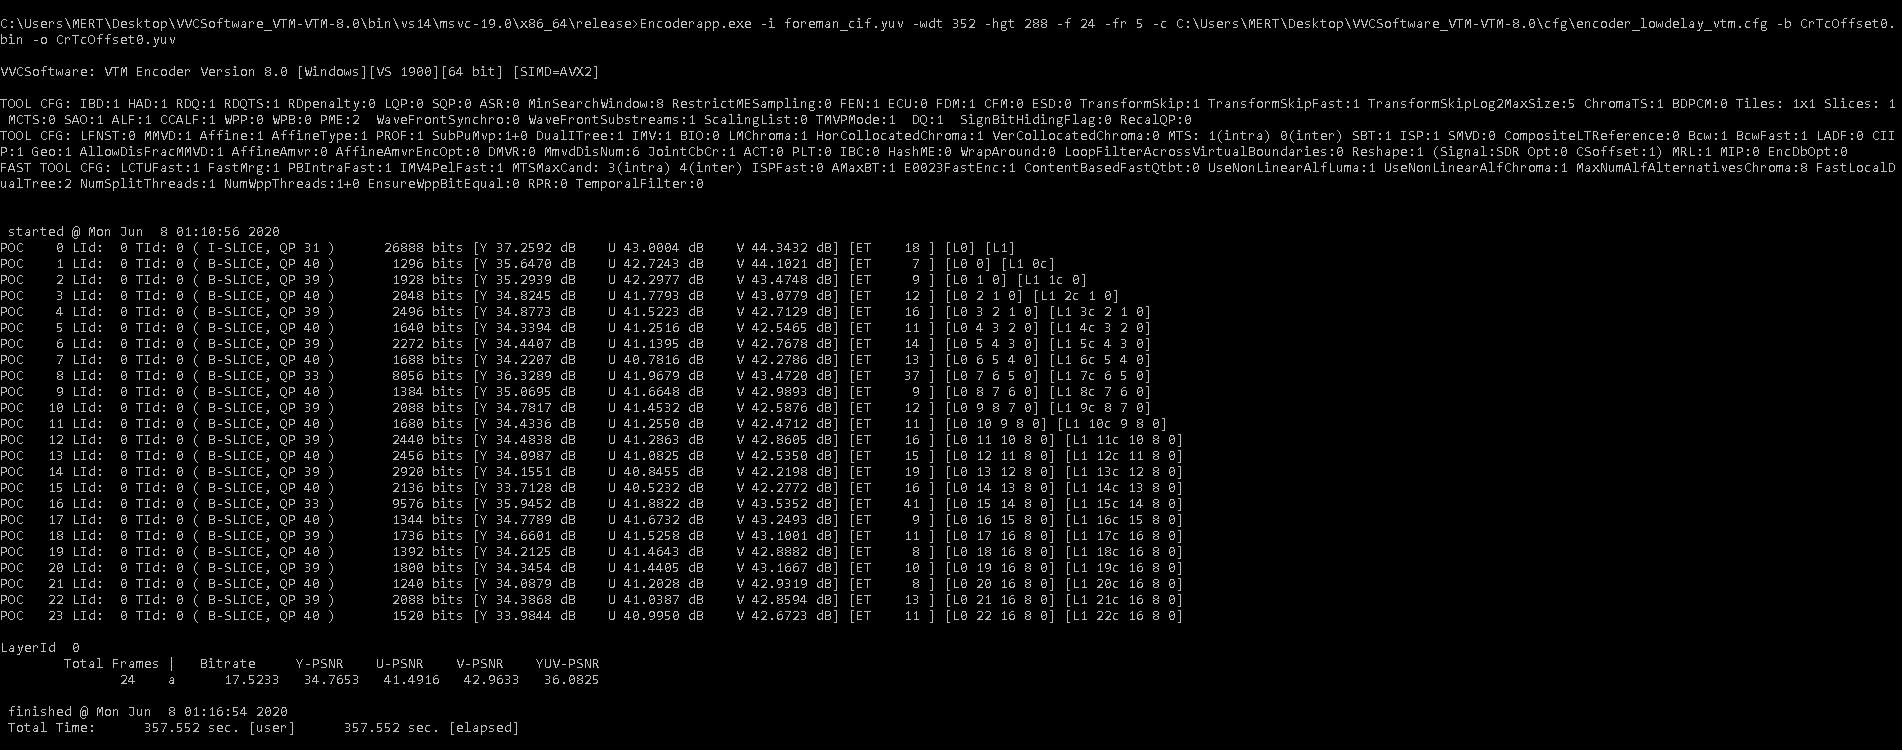 C:\Users\MERT\Desktop\VVCSoftware_VTM-VTM-8.0\bin\vs14\msvc-19.0\x86_64\release>Encoderapp.exe -i foreman_cif.yuv -wdt 352 -hgt 288 -f 24 -fr 5 -c C:\Users\MERT\Desktop\VVCSoftware_VTM-VTM-8.0\cfg\encoder_lowdelay_vtm.cfg -b CrTcOffset0.
bin -o CrTcOffset0.yuv
VVCSoftware: VTM Encoder Version 8.0 [Windows][VS 1900][64 bit] [SIMD=AVX2]
TOOL CFG: IBD:1 HAD:1 RDQ:1 RDQTS:1 RDpenalty:0 LQP:0 SQP:0 ASR:0 MinSearchWindow:8 RestrictMESampling:0 FEN:1 ECU:0 FDM:1 CFM:0 ESD:0 TransformSkip:1 TransformSkipFast:1 TransformSkipLog2MaxSize:5 ChromaTS:1 BDPCM:0 Tiles: 1x1 Slices: 1
 MCTS:0 SAO:1 ALF:1 CCALF:1 WPP:0 WPB:0 PME:2  WaveFrontSynchro:0 WaveFrontSubstreams:1 ScalingList:0 TMVPMode:1  DQ:1  SignBitHidingFlag:0 RecalQP:0
TOOL CFG: LFNST:0 MMVD:1 Affine:1 AffineType:1 PROF:1 SubPuMvp:1+0 DualITree:1 IMV:1 BIO:0 LMChroma:1 HorCollocatedChroma:1 VerCollocatedChroma:0 MTS: 1(intra) 0(inter) SBT:1 ISP:1 SMVD:0 CompositeLTReference:0 Bcw:1 BcwFast:1 LADF:0 CII
P:1 Geo:1 AllowDisFracMMVD:1 AffineAmvr:0 AffineAmvrEncOpt:0 DMVR:0 MmvdDisNum:6 JointCbCr:1 ACT:0 PLT:0 IBC:0 HashME:0 WrapAround:0 LoopFilterAcrossVirtualBoundaries:0 Reshape:1 (Signal:SDR Opt:0 CSoffset:1) MRL:1 MIP:0 EncDbOpt:0
FAST TOOL CFG: LCTUFast:1 FastMrg:1 PBIntraFast:1 IMV4PelFast:1 MTSMaxCand: 3(intra) 4(inter) ISPFast:0 AMaxBT:1 E0023FastEnc:1 ContentBasedFastQtbt:0 UseNonLinearAlfLuma:1 UseNonLinearAlfChroma:1 MaxNumAlfAlternativesChroma:8 FastLocalD
ualTree:2 NumSplitThreads:1 NumWppThreads:1+0 EnsureWppBitEqual:0 RPR:0 TemporalFilter:0
 started @ Mon Jun  8 01:10:56 2020
POC    0 LId:  0 TId: 0 ( I-SLICE, QP 31 )      26888 bits [Y 37.2592 dB    U 43.0004 dB    V 44.3432 dB] [ET    18 ] [L0] [L1]
POC    1 LId:  0 TId: 0 ( B-SLICE, QP 40 )       1296 bits [Y 35.6470 dB    U 42.7243 dB    V 44.1021 dB] [ET     7 ] [L0 0] [L1 0c]
POC    2 LId:  0 TId: 0 ( B-SLICE, QP 39 )       1928 bits [Y 35.2939 dB    U 42.2977 dB    V 43.4748 dB] [ET     9 ] [L0 1 0] [L1 1c 0]
POC    3 LId:  0 TId: 0 ( B-SLICE, QP 40 )       2048 bits [Y 34.8245 dB    U 41.7793 dB    V 43.0779 dB] [ET    12 ] [L0 2 1 0] [L1 2c 1 0]
POC    4 LId:  0 TId: 0 ( B-SLICE, QP 39 )       2496 bits [Y 34.8773 dB    U 41.5223 dB    V 42.7129 dB] [ET    16 ] [L0 3 2 1 0] [L1 3c 2 1 0]
POC    5 LId:  0 TId: 0 ( B-SLICE, QP 40 )       1640 bits [Y 34.3394 dB    U 41.2516 dB    V 42.5465 dB] [ET    11 ] [L0 4 3 2 0] [L1 4c 3 2 0]
POC    6 LId:  0 TId: 0 ( B-SLICE, QP 39 )       2272 bits [Y 34.4407 dB    U 41.1395 dB    V 42.7678 dB] [ET    14 ] [L0 5 4 3 0] [L1 5c 4 3 0]
POC    7 LId:  0 TId: 0 ( B-SLICE, QP 40 )       1688 bits [Y 34.2207 dB    U 40.7816 dB    V 42.2786 dB] [ET    13 ] [L0 6 5 4 0] [L1 6c 5 4 0]
POC    8 LId:  0 TId: 0 ( B-SLICE, QP 33 )       8056 bits [Y 36.3289 dB    U 41.9679 dB    V 43.4720 dB] [ET    37 ] [L0 7 6 5 0] [L1 7c 6 5 0]
POC    9 LId:  0 TId: 0 ( B-SLICE, QP 40 )       1384 bits [Y 35.0695 dB    U 41.6648 dB    V 42.9893 dB] [ET     9 ] [L0 8 7 6 0] [L1 8c 7 6 0]
POC   10 LId:  0 TId: 0 ( B-SLICE, QP 39 )       2088 bits [Y 34.7817 dB    U 41.4532 dB    V 42.5876 dB] [ET    12 ] [L0 9 8 7 0] [L1 9c 8 7 0]
POC   11 LId:  0 TId: 0 ( B-SLICE, QP 40 )       1680 bits [Y 34.4336 dB    U 41.2550 dB    V 42.4712 dB] [ET    11 ] [L0 10 9 8 0] [L1 10c 9 8 0]
POC   12 LId:  0 TId: 0 ( B-SLICE, QP 39 )       2440 bits [Y 34.4838 dB    U 41.2863 dB    V 42.8605 dB] [ET    16 ] [L0 11 10 8 0] [L1 11c 10 8 0]
POC   13 LId:  0 TId: 0 ( B-SLICE, QP 40 )       2456 bits [Y 34.0987 dB    U 41.0825 dB    V 42.5350 dB] [ET    15 ] [L0 12 11 8 0] [L1 12c 11 8 0]
POC   14 LId:  0 TId: 0 ( B-SLICE, QP 39 )       2920 bits [Y 34.1551 dB    U 40.8455 dB    V 42.2198 dB] [ET    19 ] [L0 13 12 8 0] [L1 13c 12 8 0]
POC   15 LId:  0 TId: 0 ( B-SLICE, QP 40 )       2136 bits [Y 33.7128 dB    U 40.5232 dB    V 42.2772 dB] [ET    16 ] [L0 14 13 8 0] [L1 14c 13 8 0]
POC   16 LId:  0 TId: 0 ( B-SLICE, QP 33 )       9576 bits [Y 35.9452 dB    U 41.8822 dB    V 43.5352 dB] [ET    41 ] [L0 15 14 8 0] [L1 15c 14 8 0]
POC   17 LId:  0 TId: 0 ( B-SLICE, QP 40 )       1344 bits [Y 34.7789 dB    U 41.6732 dB    V 43.2493 dB] [ET     9 ] [L0 16 15 8 0] [L1 16c 15 8 0]
POC   18 LId:  0 TId: 0 ( B-SLICE, QP 39 )       1736 bits [Y 34.6601 dB    U 41.5258 dB    V 43.1001 dB] [ET    11 ] [L0 17 16 8 0] [L1 17c 16 8 0]
POC   19 LId:  0 TId: 0 ( B-SLICE, QP 40 )       1392 bits [Y 34.2125 dB    U 41.4643 dB    V 42.8882 dB] [ET     8 ] [L0 18 16 8 0] [L1 18c 16 8 0]
POC   20 LId:  0 TId: 0 ( B-SLICE, QP 39 )       1800 bits [Y 34.3454 dB    U 41.4405 dB    V 43.1667 dB] [ET    10 ] [L0 19 16 8 0] [L1 19c 16 8 0]
POC   21 LId:  0 TId: 0 ( B-SLICE, QP 40 )       1240 bits [Y 34.0879 dB    U 41.2028 dB    V 42.9319 dB] [ET     8 ] [L0 20 16 8 0] [L1 20c 16 8 0]
POC   22 LId:  0 TId: 0 ( B-SLICE, QP 39 )       2088 bits [Y 34.3868 dB    U 41.0387 dB    V 42.8594 dB] [ET    13 ] [L0 21 16 8 0] [L1 21c 16 8 0]
POC   23 LId:  0 TId: 0 ( B-SLICE, QP 40 )       1520 bits [Y 33.9844 dB    U 40.9950 dB    V 42.6723 dB] [ET    11 ] [L0 22 16 8 0] [L1 22c 16 8 0]
LayerId  0
        Total Frames |   Bitrate     Y-PSNR    U-PSNR    V-PSNR    YUV-PSNR
               24    a      17.5233   34.7653   41.4916   42.9633   36.0825
 finished @ Mon Jun  8 01:16:54 2020
 Total Time:      357.552 sec. [user]      357.552 sec. [elapsed]